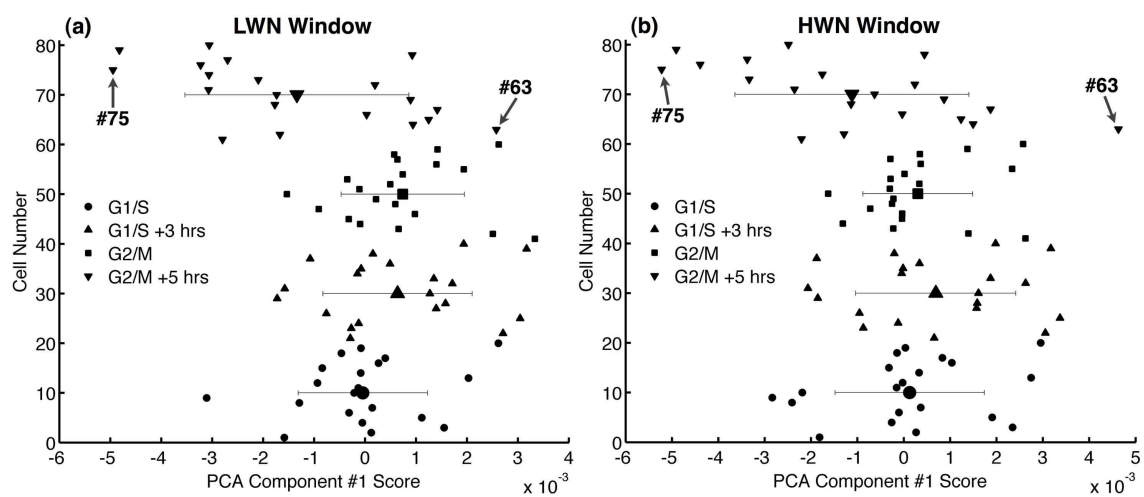 (a) LWN Window
80
70
60
50
40
30
20
10
0
Cell Number
#75
#63
G1/S
G1/S +3 hrs
G2/M
G2/M +5 hrs
-6 -5 -4 -3 -2 -1 0 1 2 3 4
PCA Component #1 Score x 10⁻³
(b) HWN Window
80
70
60
50
40
30
20
10
0
Cell Number
#75
#63
G1/S
G1/S +3 hrs
G2/M
G2/M +5 hrs
-6 -5 -4 -3 -2 -1 0 1 2 3 4 5
PCA Component #1 Score x 10⁻³